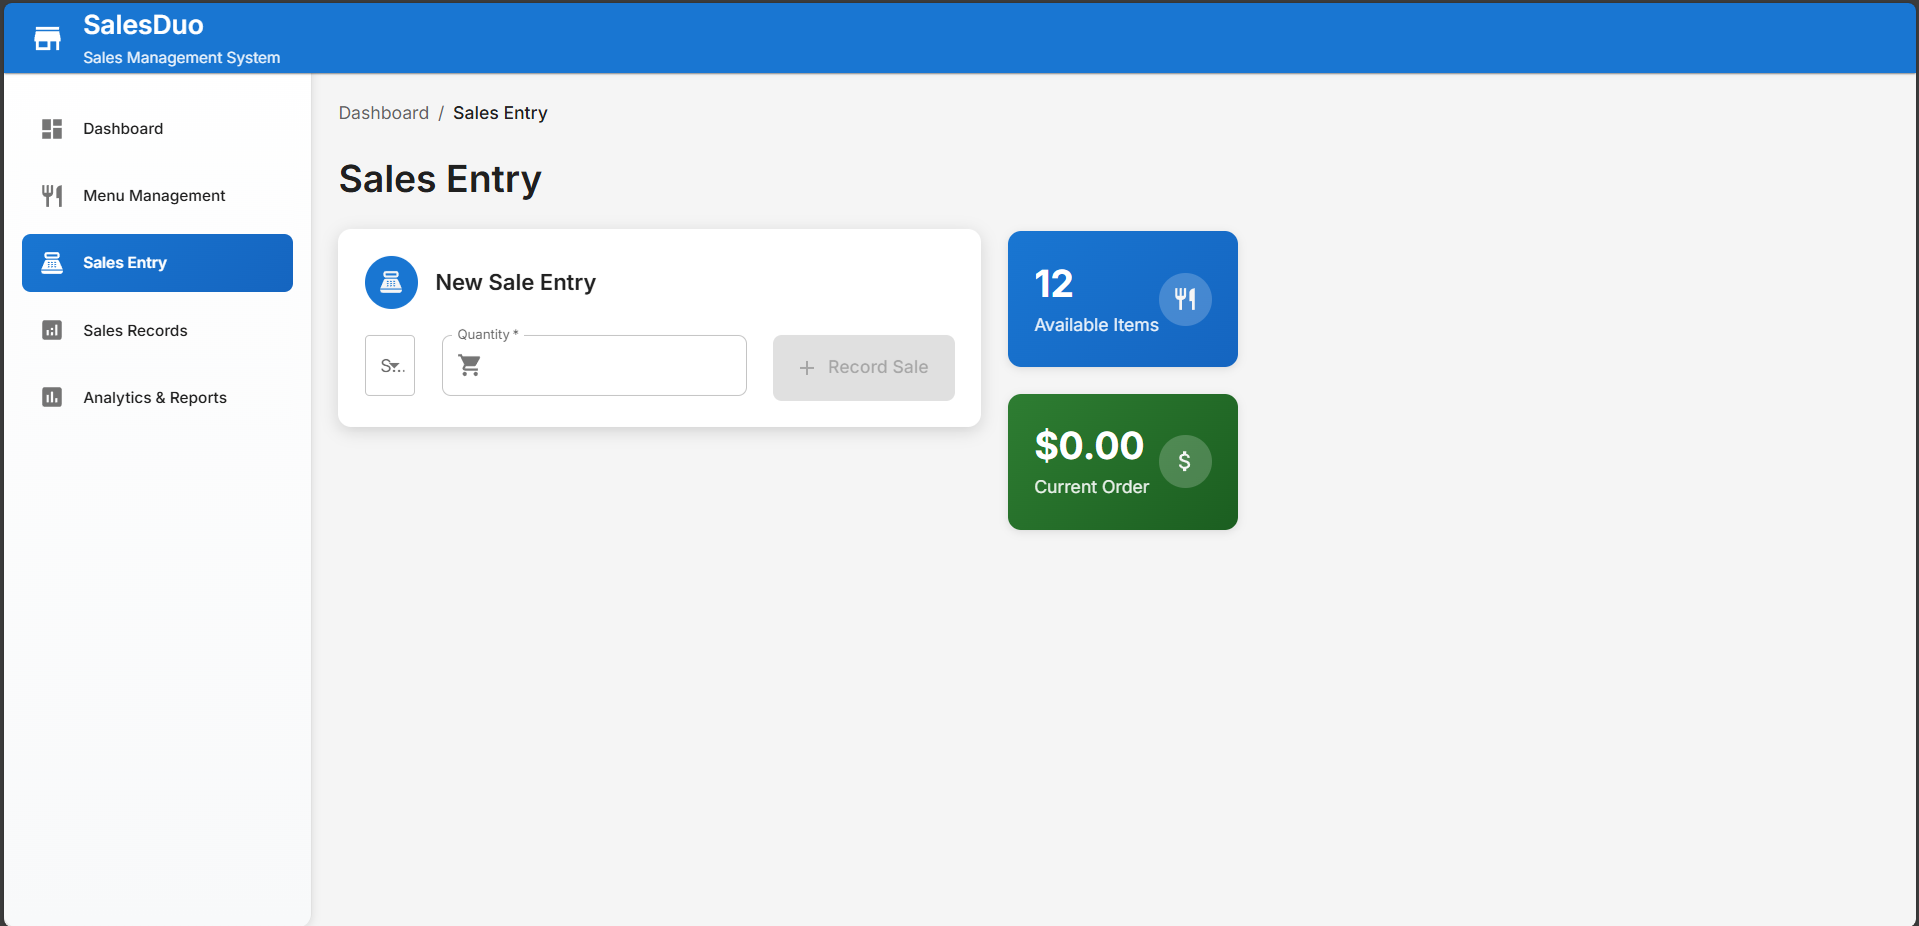 SalesDuo
Sales Management System
Dashboard
Menu Management
Sales Entry
Sales Records
Analytics & Reports
Dashboard / Sales Entry
Sales Entry
New Sale Entry
S...
Quantity *
Record Sale
12
Available Items
$0.00
Current Order